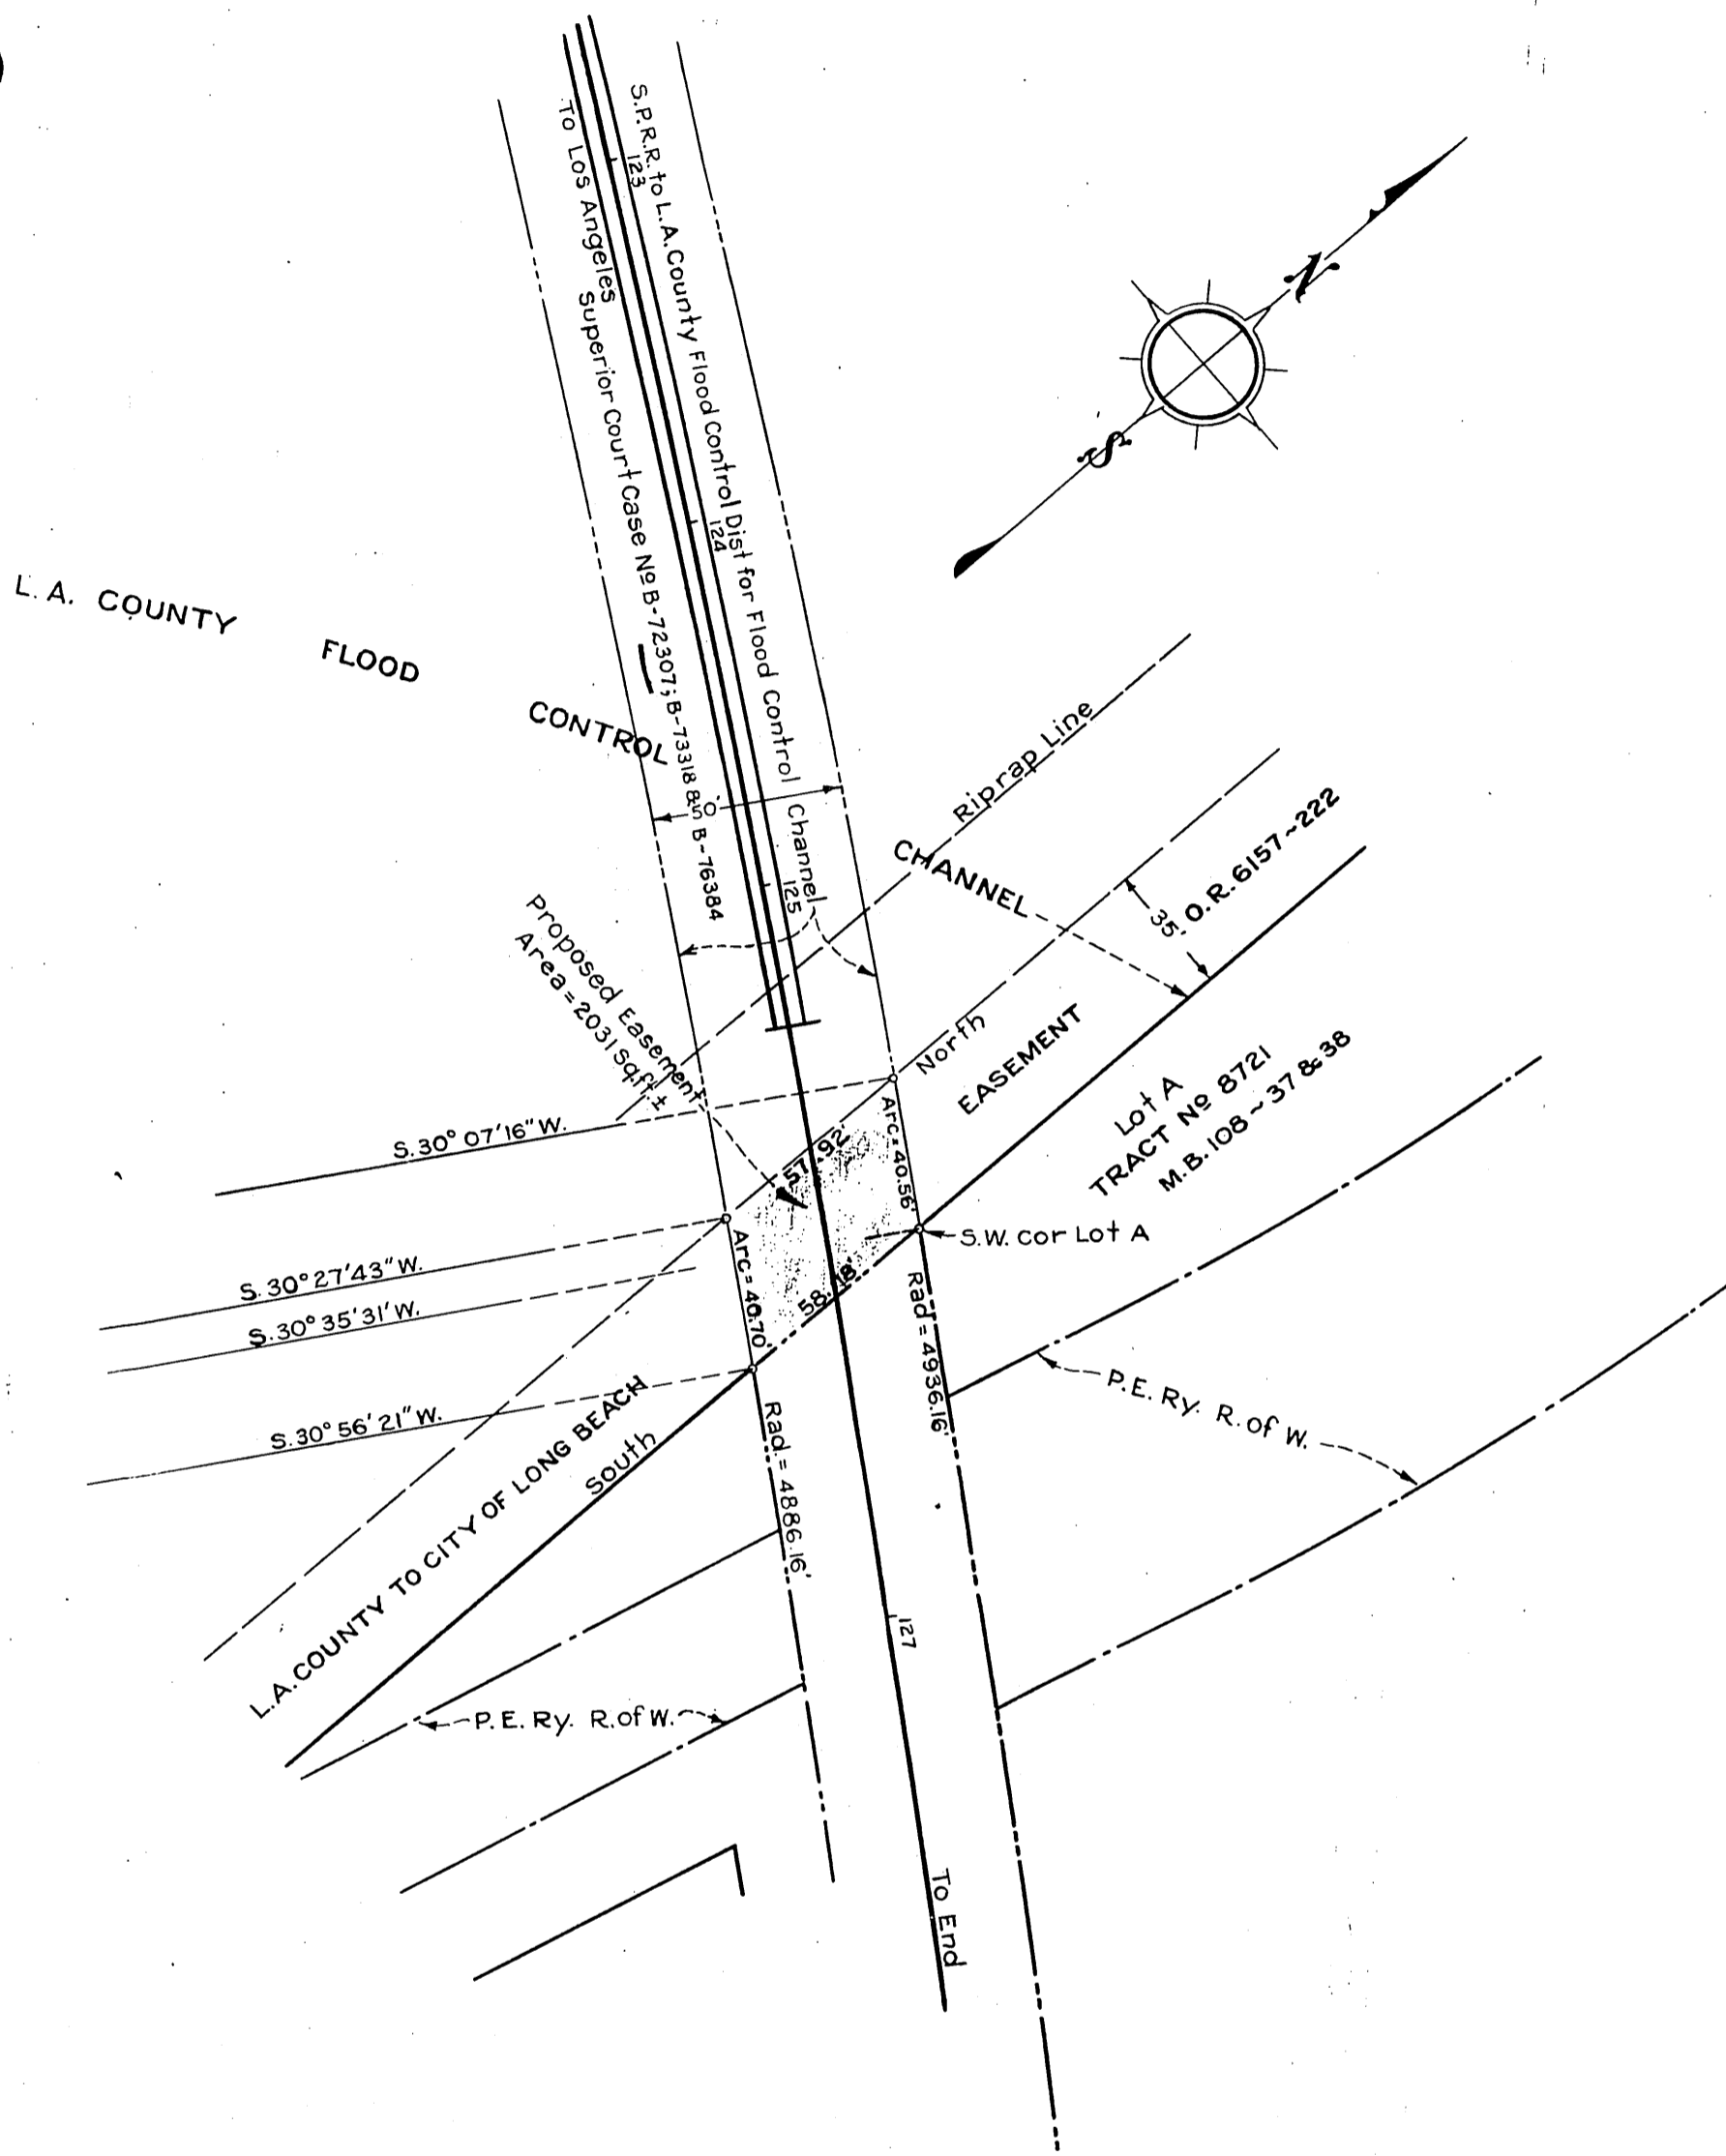 S.P.R.R. to L.A. County Flood Control Dist for Flood Control Channel
123
124
125
To Los Angeles
Superior Court Case No B-72307; B-73318 & B-76384
N
S
L.A. COUNTY
FLOOD
CONTROL
CHANNEL
50'
Riprap Line
35'
O.R. 6157~222
Proposed Easement
Area = 2031 Sq.ft.±
North
EASEMENT
Lot A
TRACT No 8721
M.B. 108~37 & 38
S. 30° 07' 16" W.
57.92'
Arc = 40.56'
S.W. cor Lot A
S. 30° 27' 43" W.
S. 30° 35' 31' W.
Arc = 40.70'
58.18'
Rad = 4936.16'
P.E. Ry. R. of W.
S. 30° 56' 21" W.
L.A. COUNTY TO CITY OF LONG BEACH
SOUTH
Rad. = 4886.16'
127
P.E. Ry. R. of W.
To End